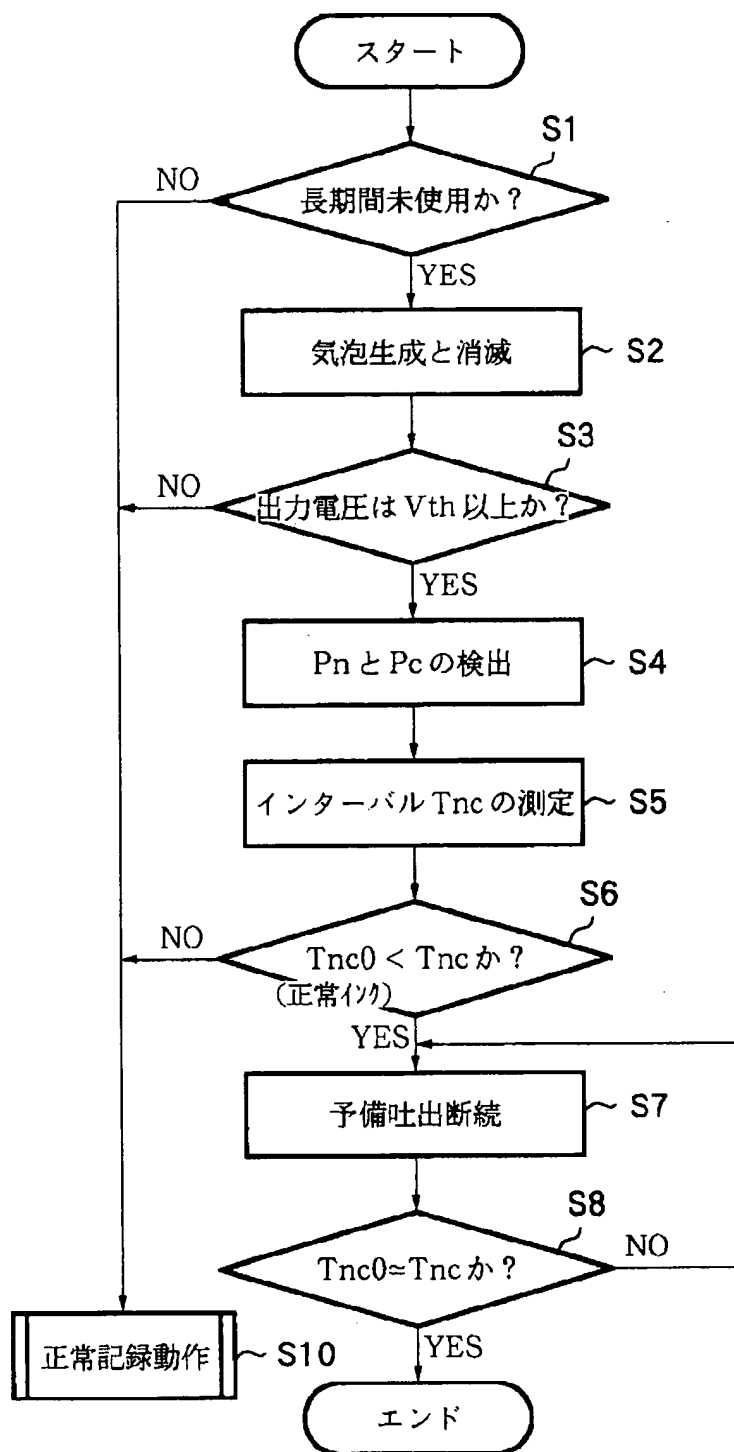 スタート
S1
NO
長期間未使用か？
YES
気泡生成と消滅
S2
S3
NO
出力電圧はVth以上か？
YES
PnとPcの検出
S4
インターバルTncの測定
S5
S6
NO
Tnc0 < Tncか？
(正常インク)
YES
予備吐出断続
S7
S8
Tnc0≃Tncか？
NO
正常記録動作
S10
YES
エンド